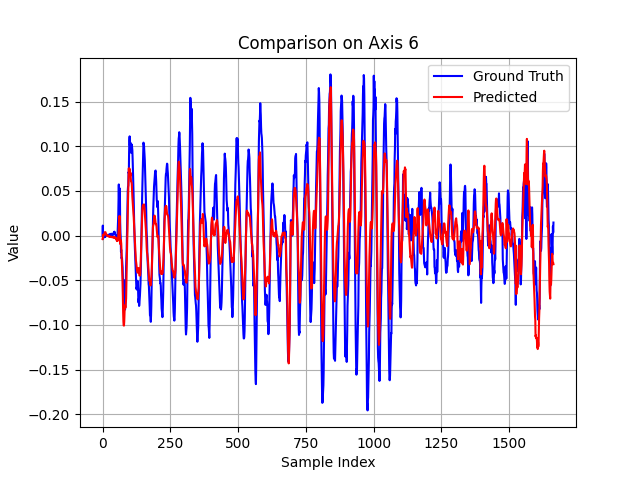 Comparison on Axis 6
Ground Truth
Predicted
0.15
0.10
0.05
0.00
−0.05
−0.10
−0.15
−0.20
Value
0 250 500 750 1000 1250 1500
Sample Index